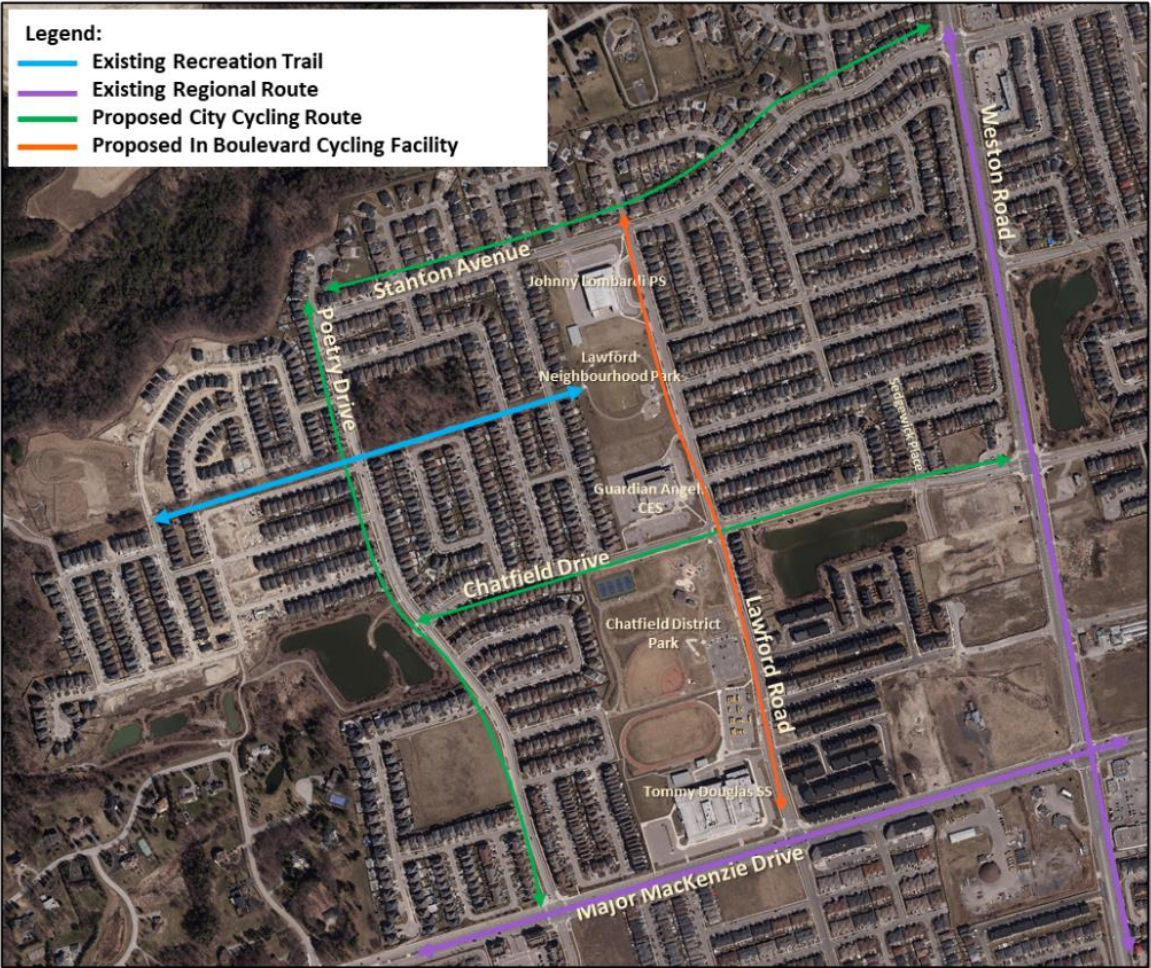 Legend:
Existing Recreation Trail
Existing Regional Route
Proposed City Cycling Route
Proposed In Boulevard Cycling Facility
Weston Road
Stanton Avenue
Johnny Lombardi PS
Poetry Drive
Lawford
Neighbourhood Park
Sedgewick Place
Guardian Angel
CES
Chatfield Drive
Chatfield District
Park
Lawford Road
Tommy Douglas SS
Major MacKenzie Drive